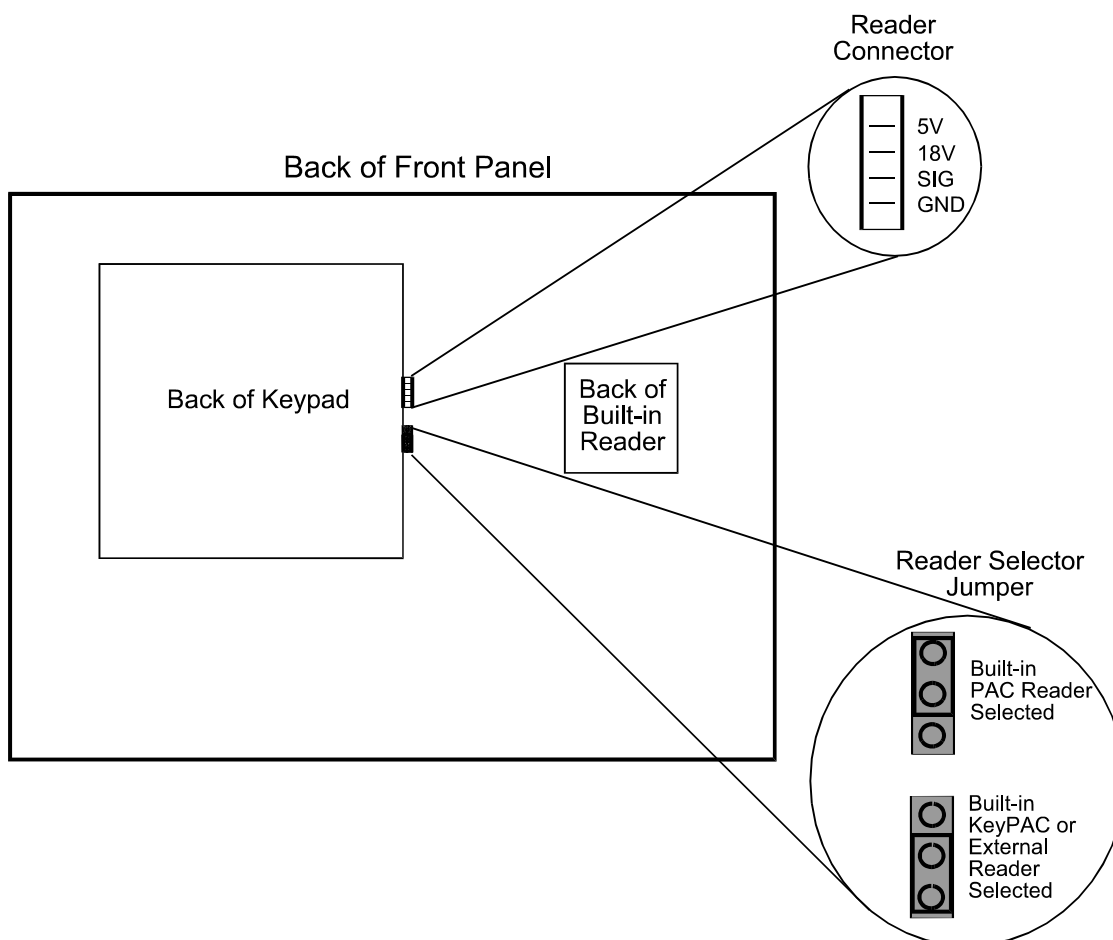 Reader
Connector
5V
18V
SIG
GND
Back of Front Panel
Back of Keypad
Back of
Built-in
Reader
Reader Selector
Jumper
Built-in
PAC Reader
Selected
Built-in
KeyPAC or
External
Reader
Selected